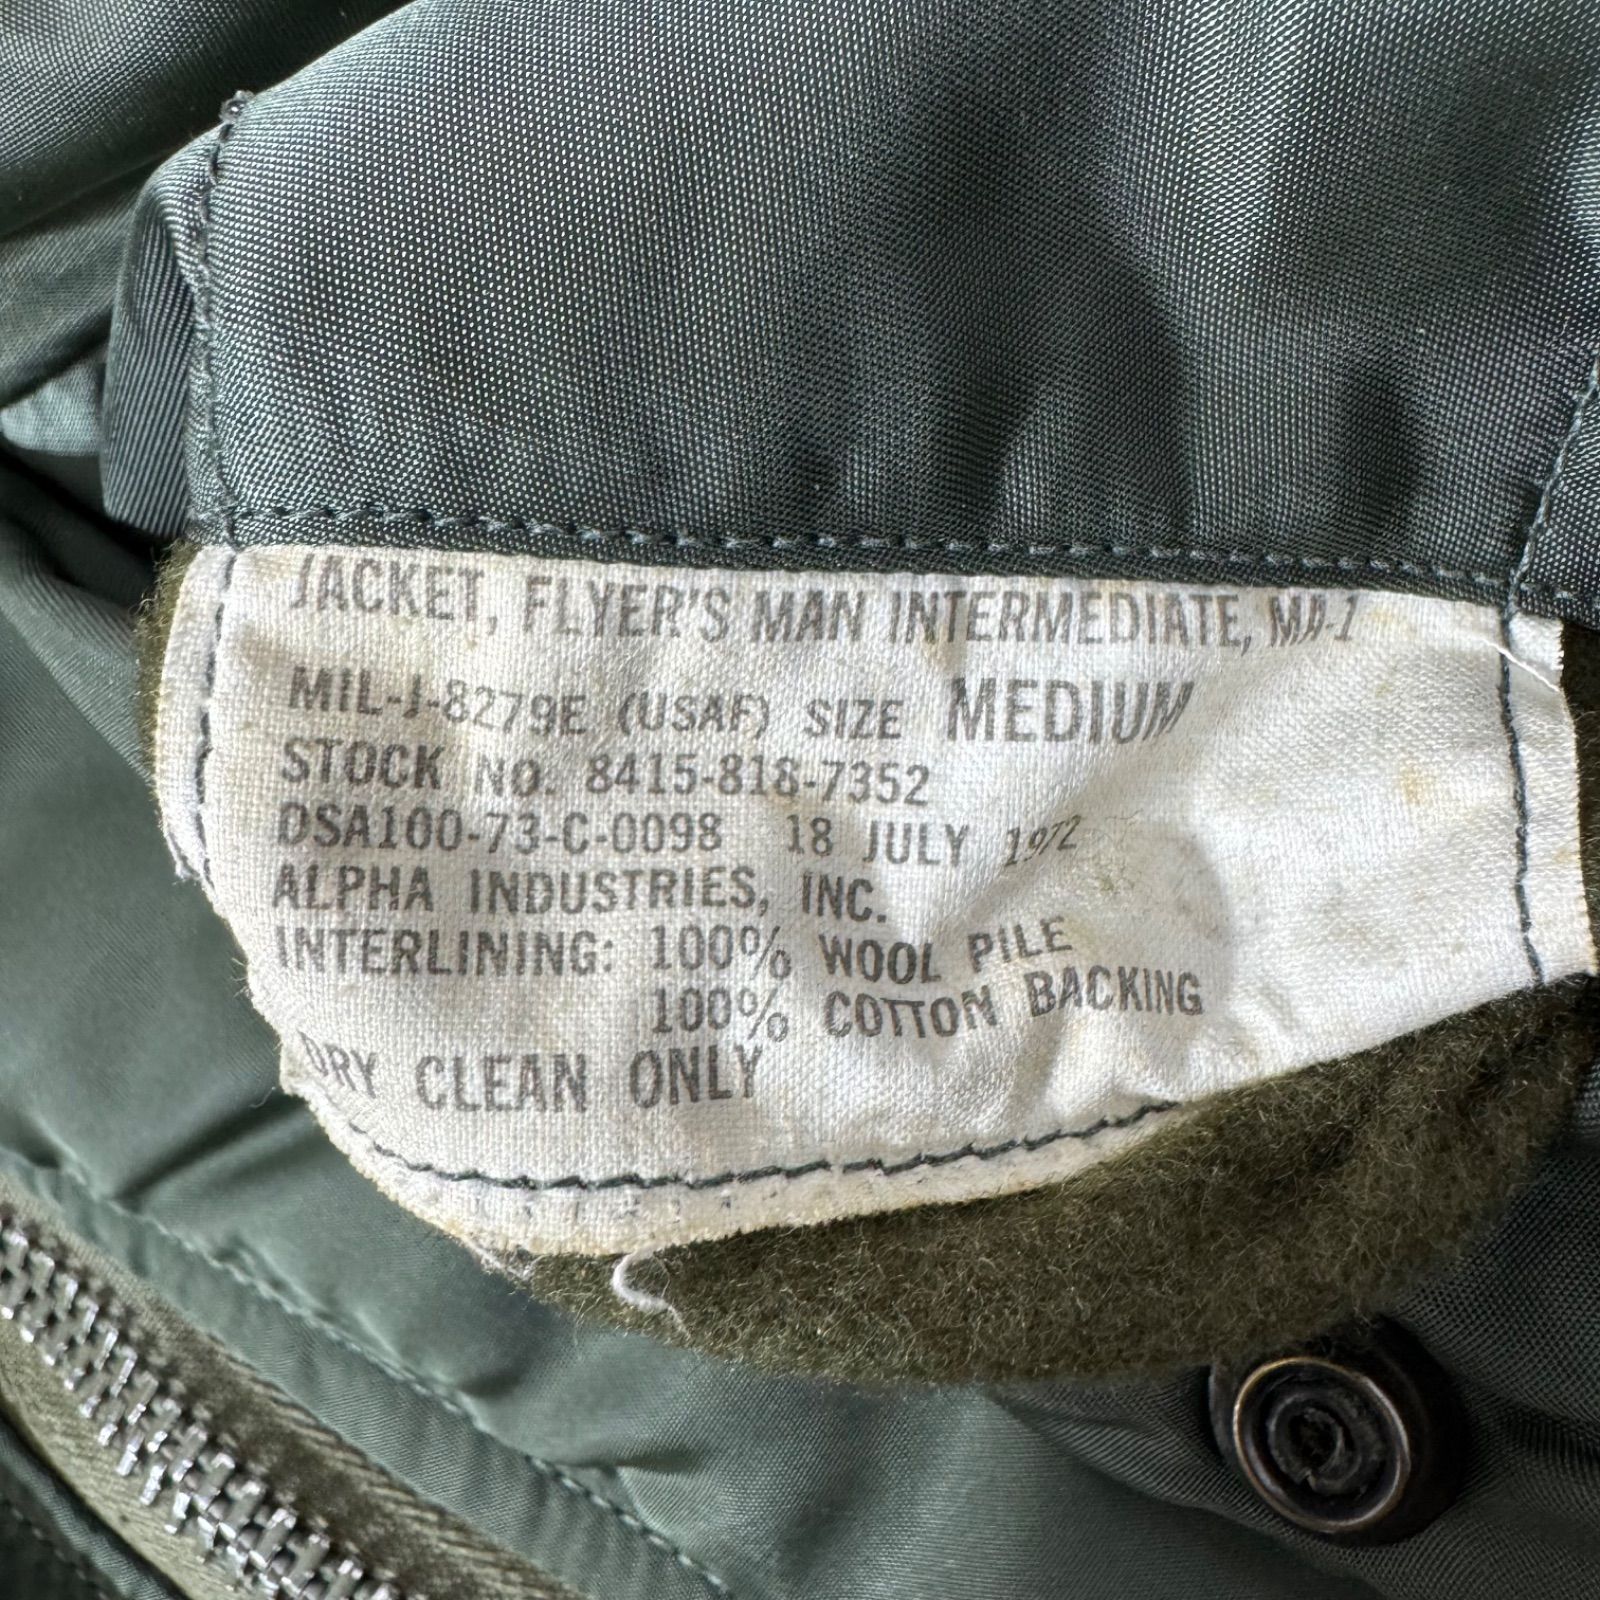 JACKET, FLYER'S MAN INTERMEDIATE, MA-1
MIL-J-8279E (USAF) SIZE MEDIUM
STOCK NO. 8415-818-7352
DSA100-73-C-0098 18 JULY 1972
ALPHA INDUSTRIES, INC.
INTERLINING: 100% WOOL PILE
100% COTTON BACKING
DRY CLEAN ONLY